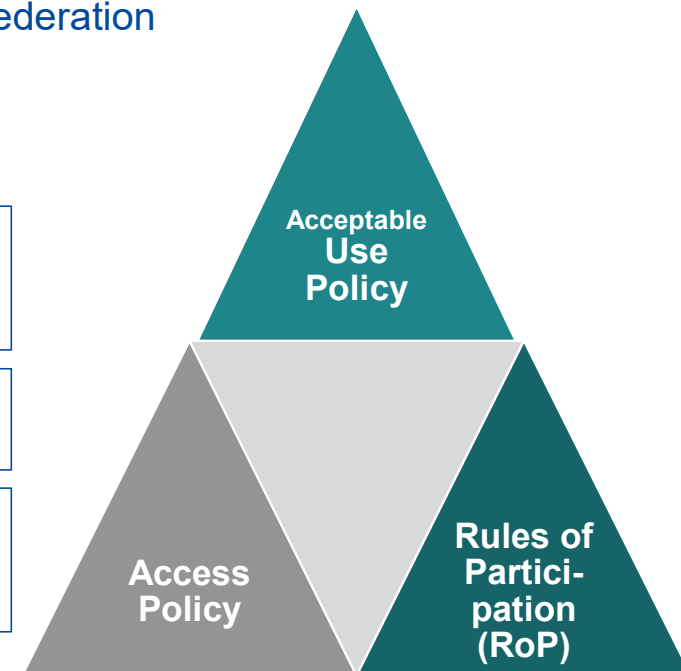 ederation
Acceptable
Use
Policy
Access
Policy
Rules of
Partici-
pation
(RoP)